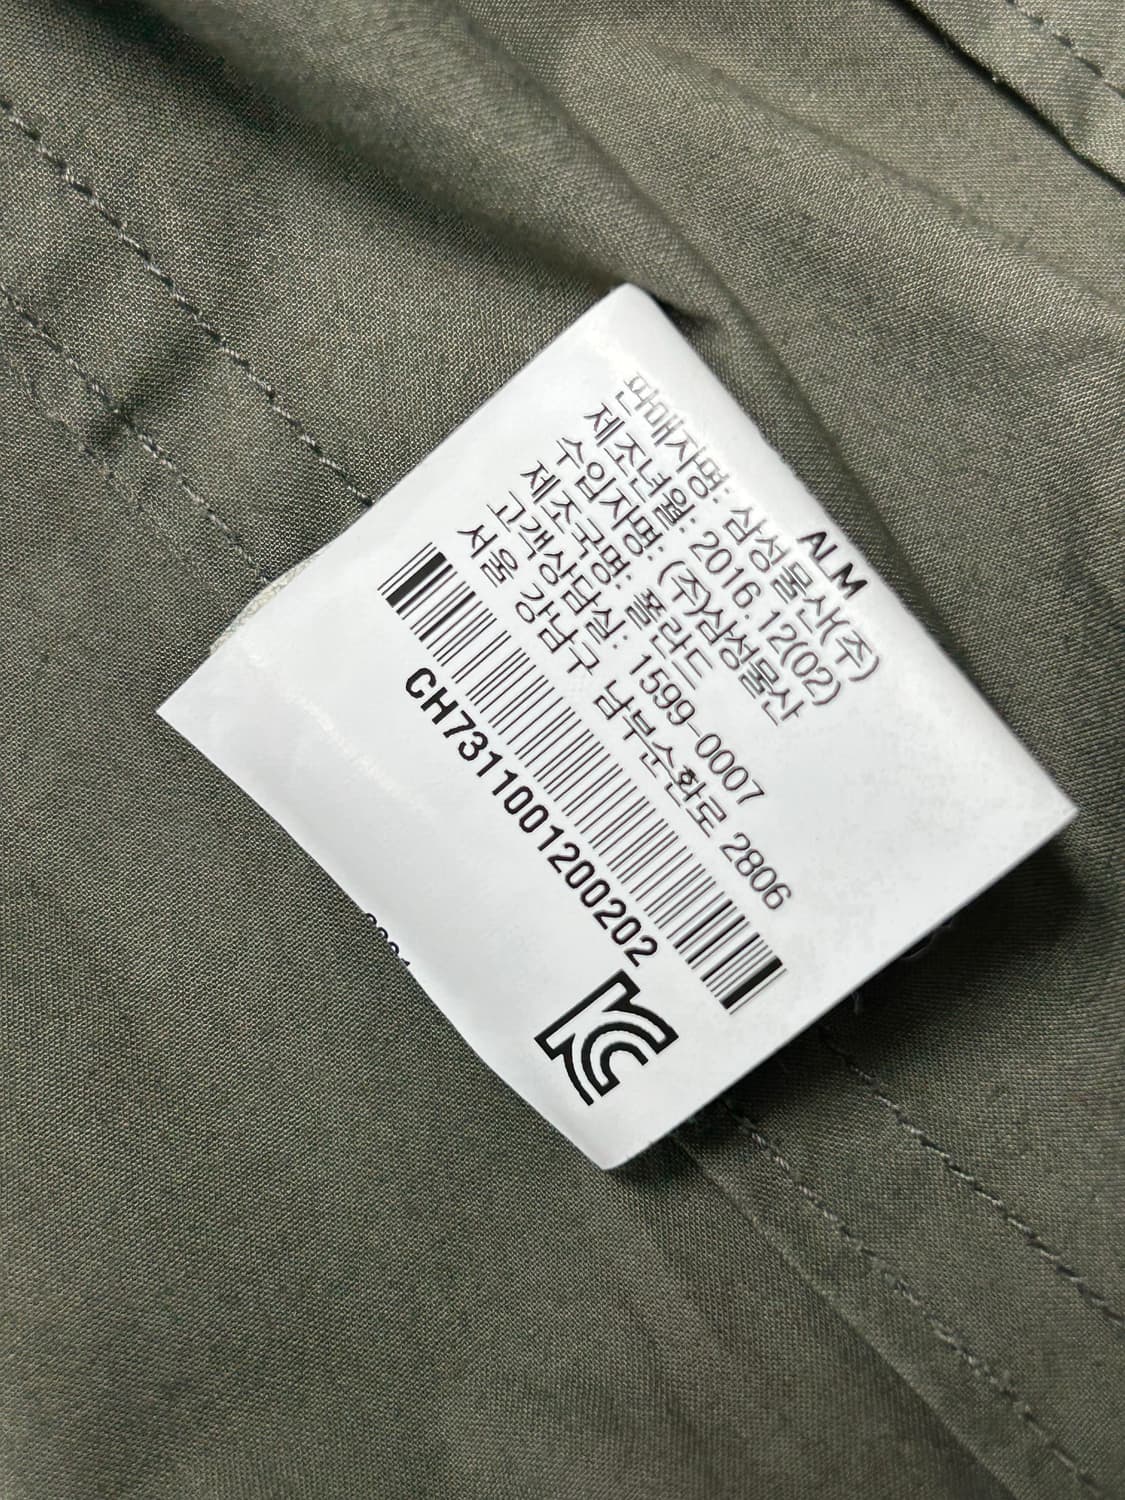 ALM
판매자명: 삼성물산(주)
제조년월: 2016.12(02)
수입자명: (주)삼성물산
제조국명: 폴란드
고객상담실: 1599-0007
서울 강남구 남부순환로 2806
CH7311001200202
KC